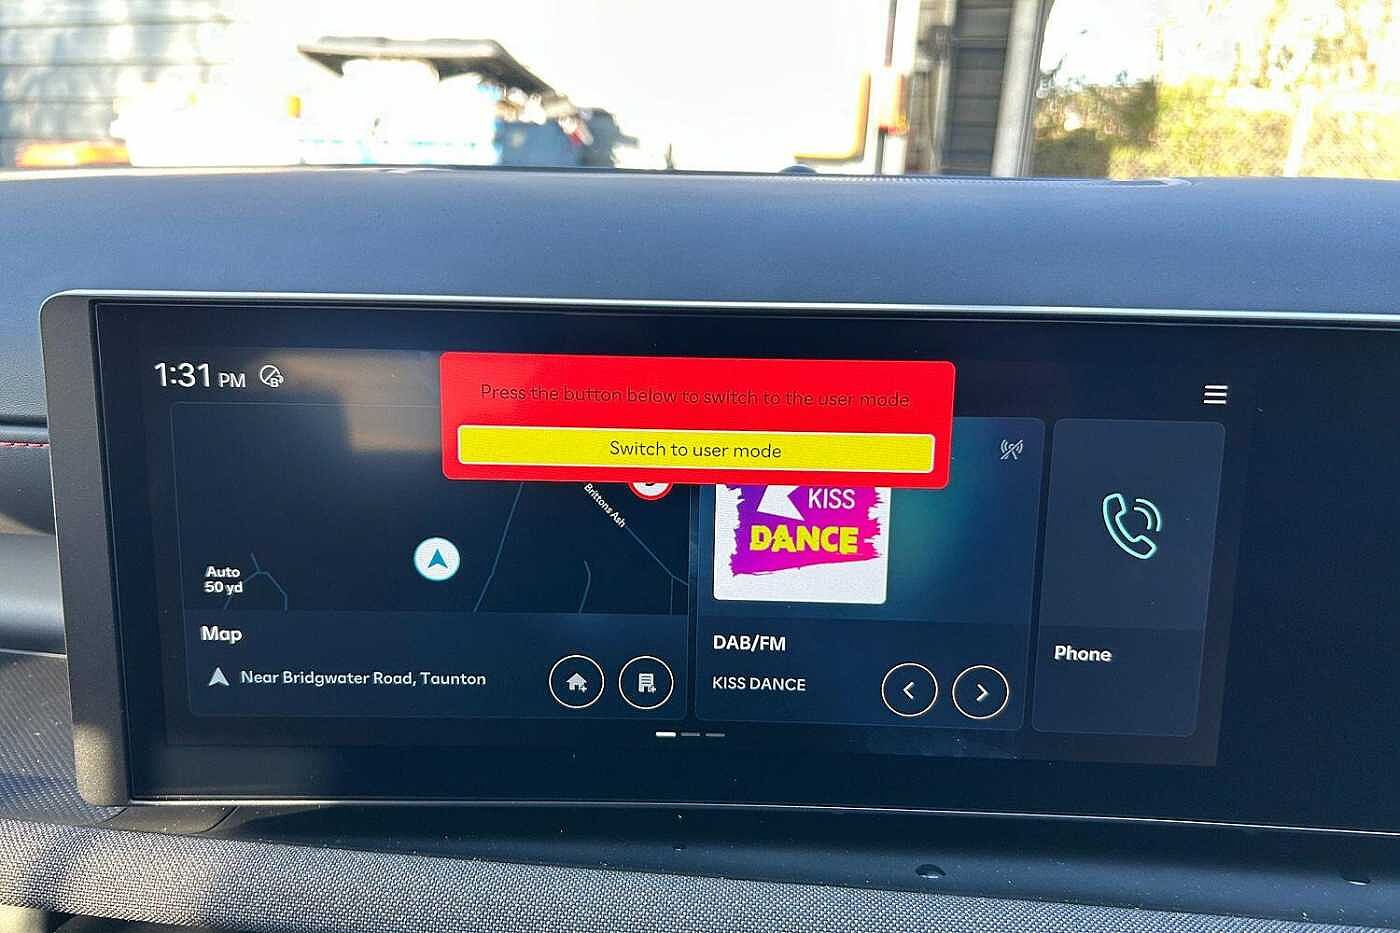 1:31 PM
Press the button below to switch to the user mode.
Switch to user mode
Brittons Ash
Auto
50 yd
KISS
DANCE
Map
Near Bridgwater Road, Taunton
DAB/FM
KISS DANCE
Phone